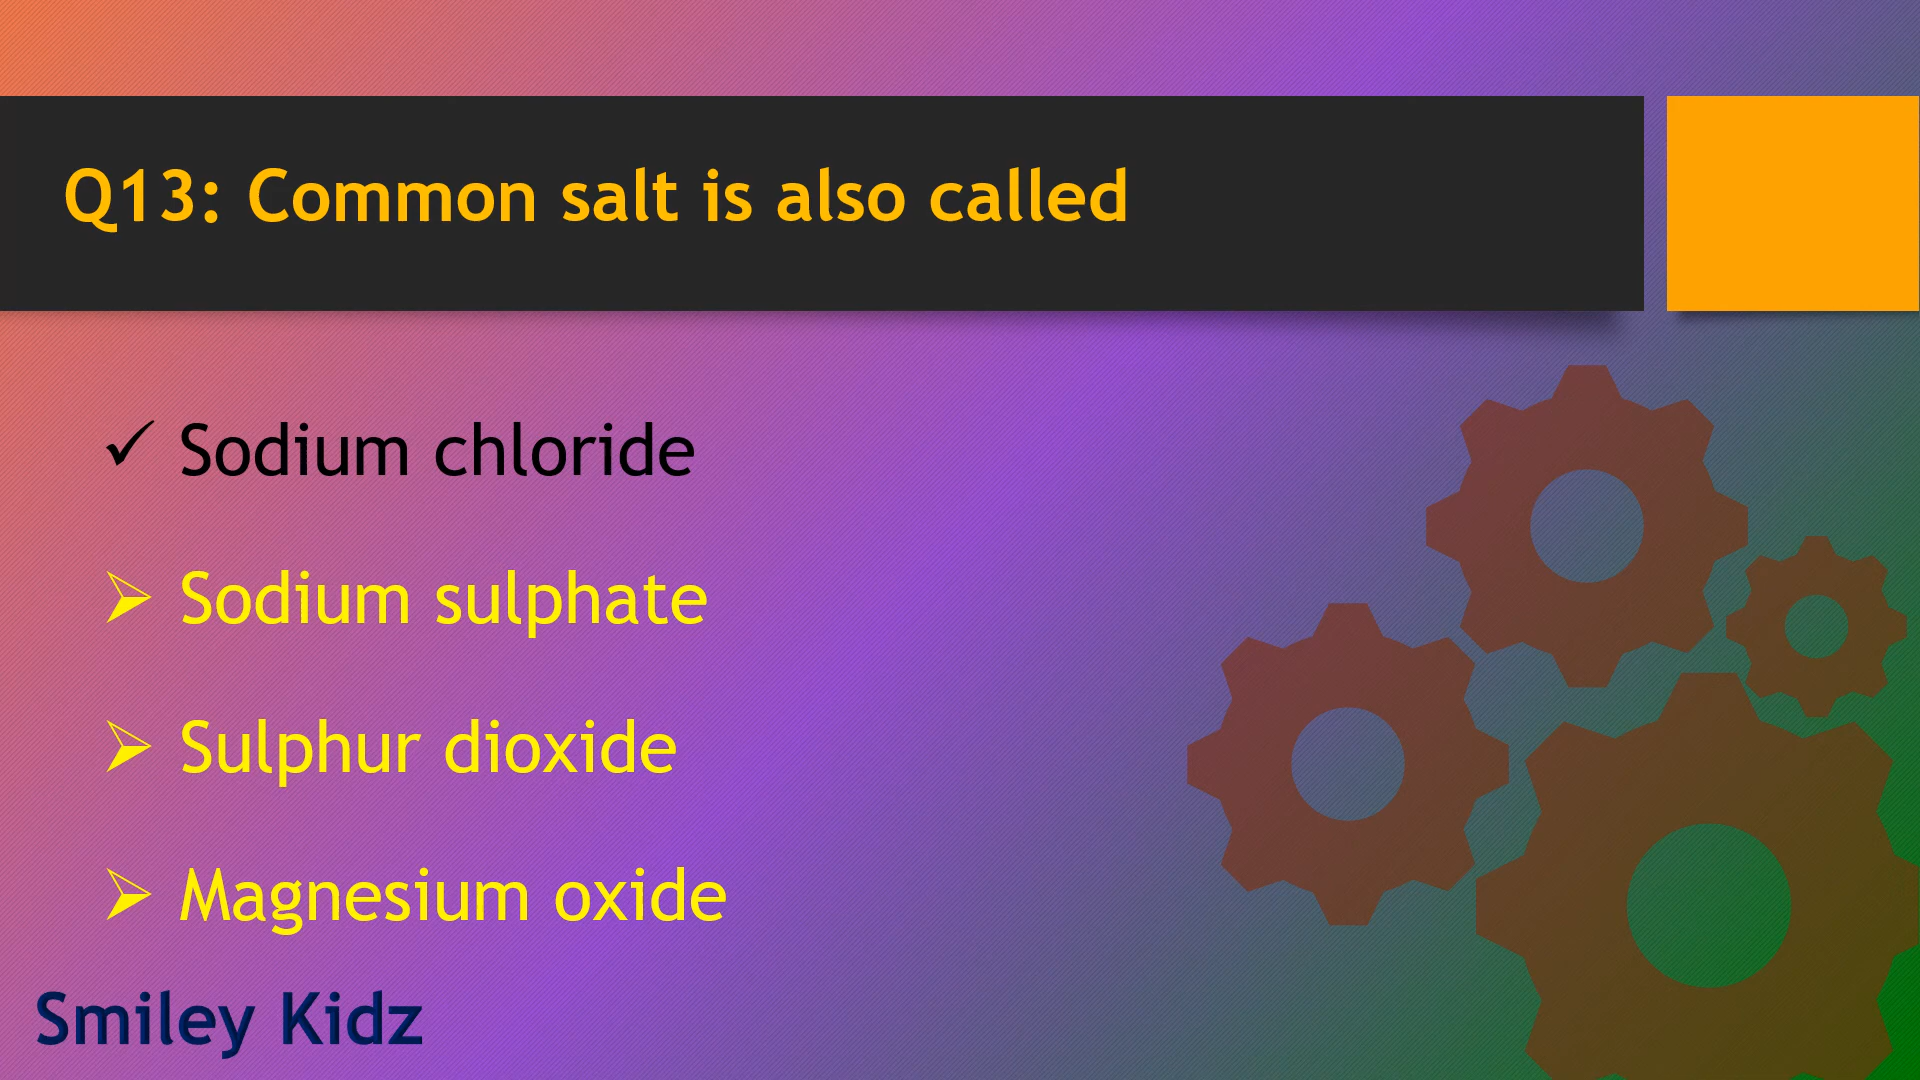 Q13: Common salt is also called
✓ Sodium chloride
➢ Sodium sulphate
➢ Sulphur dioxide
➢ Magnesium oxide
Smiley Kidz